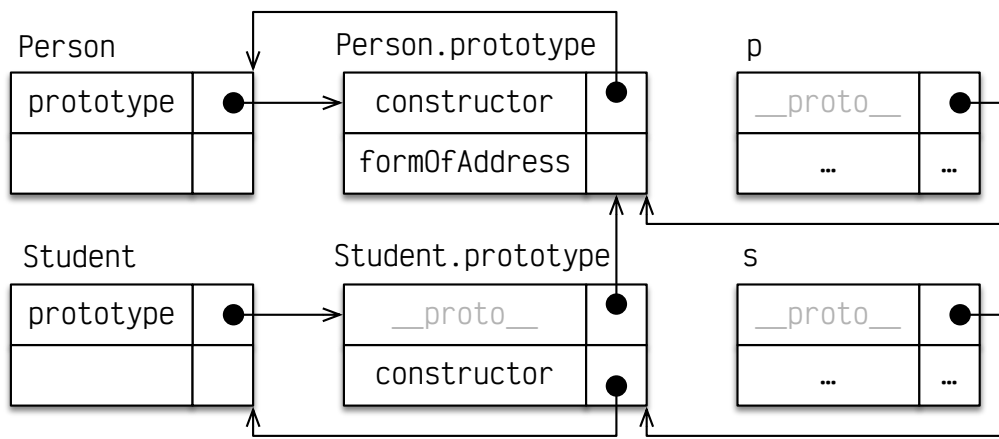 Person Person.prototype p
prototype constructor __proto__
formOfAddress … …
Student Student.prototype s
prototype __proto__ __proto__
constructor … …